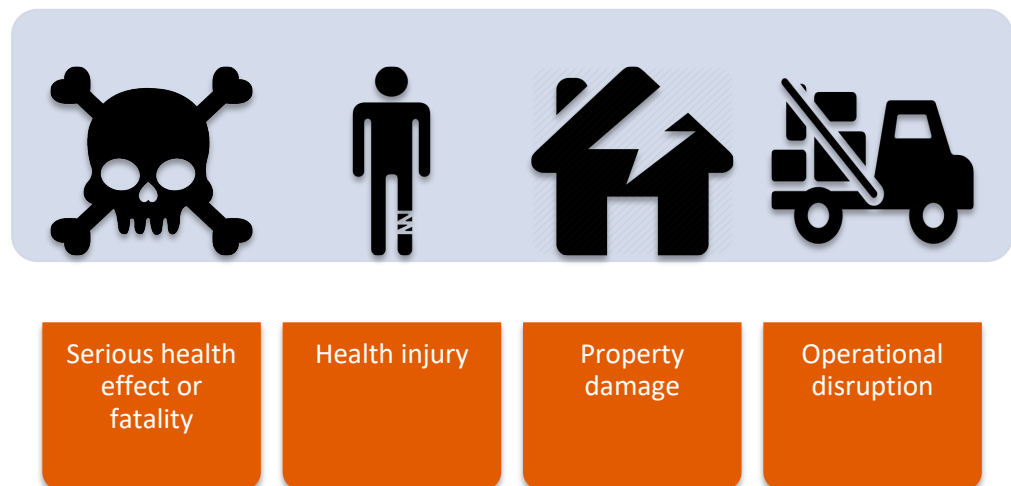 Serious health
effect or
fatality
Health injury
Property
damage
Operational
disruption